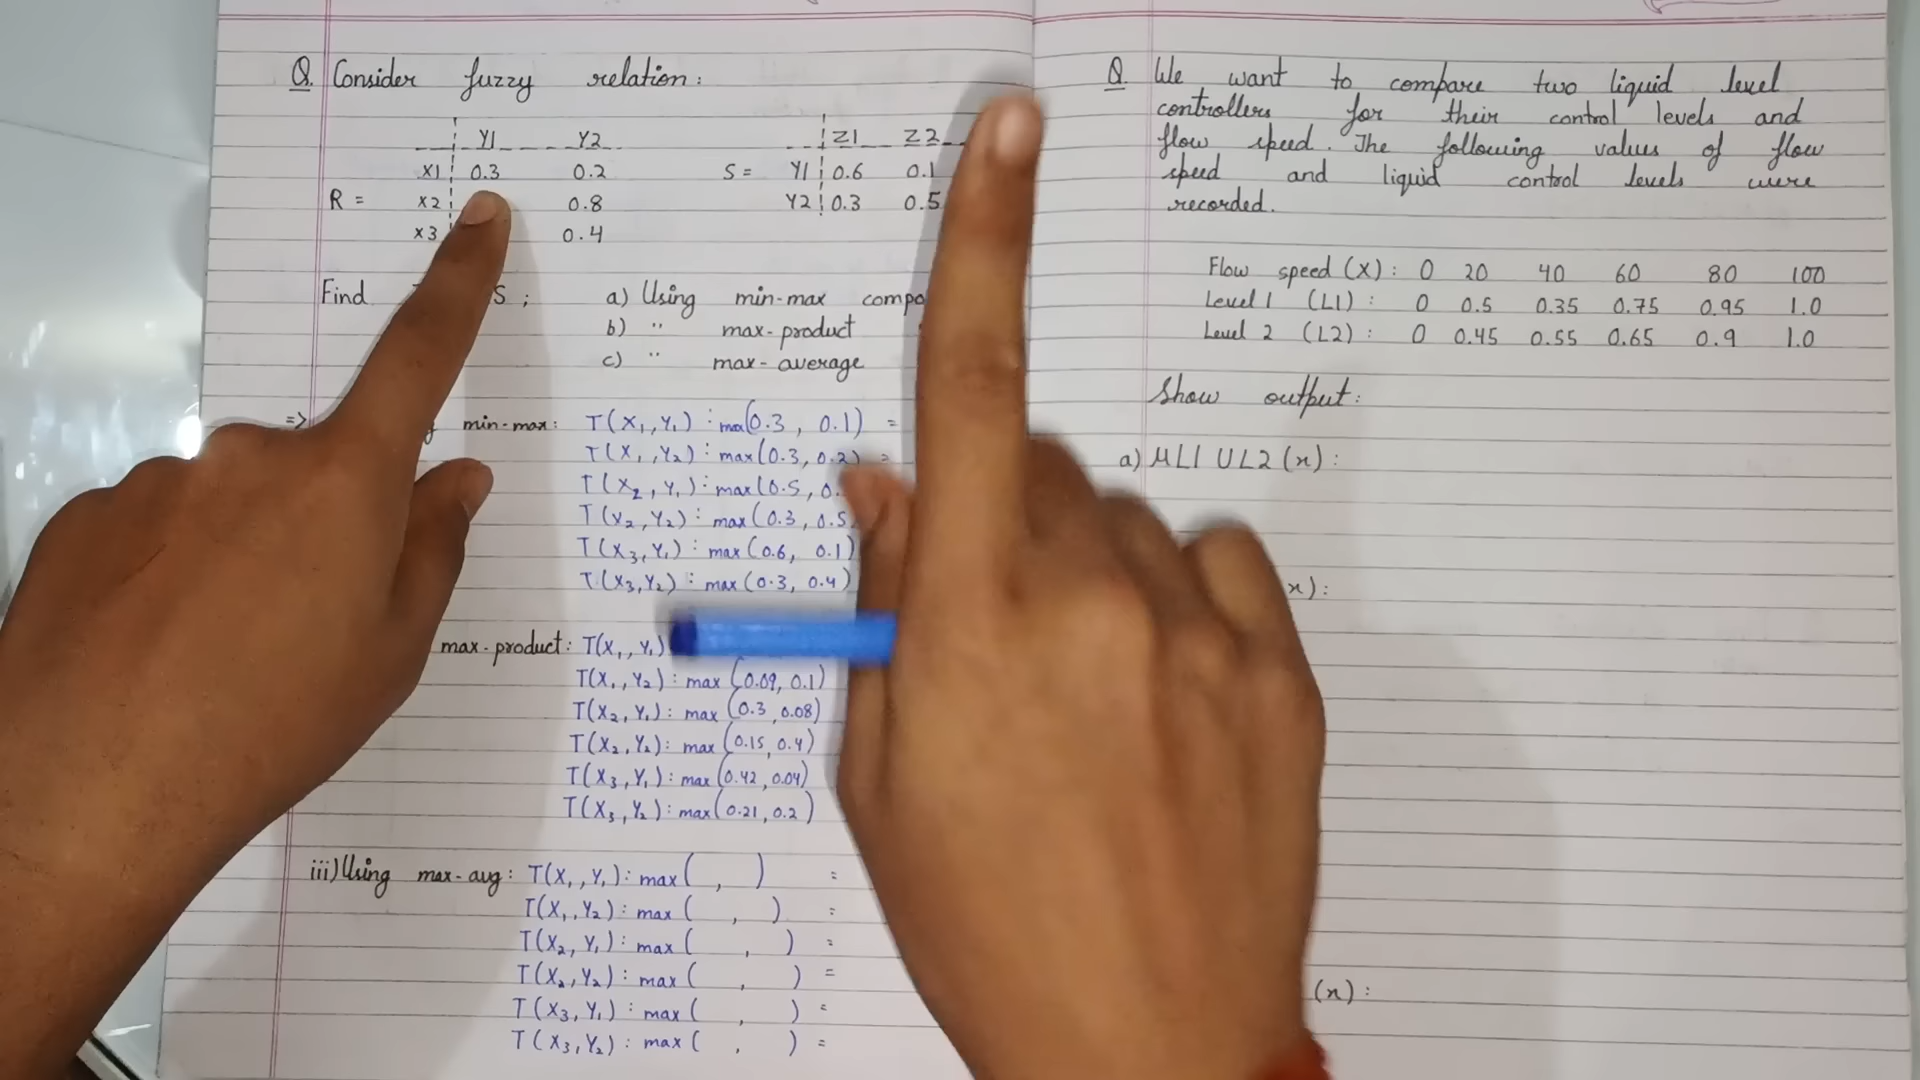 Q. Consider fuzzy relation:
Y1 Y2
X1 0.3 0.2
R = X2 0.8
X3 0.4
Z1 Z2
S = Y1 0.6 0.1
Y2 0.3 0.5
Find S ; a) Using min-max
b) " max-product
c) " max-average
=> min-max: T(X1, Y1) : max(0.3, 0.1) =
T(X1, Y2) : max(0.3, 0.2) =
T(X2, Y1) : max(0.5, 0.
T(X2, Y2) : max(0.3, 0.5
T(X3, Y1) : max(0.6, 0.1)
T(X3, Y2) : max(0.3, 0.4)
max-product: T(X1, Y1)
T(X1, Y2) : max (0.09, 0.1)
T(X2, Y1) : max (0.3, 0.08)
T(X2, Y2) : max (0.15, 0.4)
T(X3, Y1) : max (0.42, 0.04)
T(X3, Y2) : max (0.21, 0.2)
iii) Using max-avg: T(X1, Y1) : max ( , ) =
T(X1, Y2) : max ( , ) =
T(X2, Y1) : max ( , ) =
T(X2, Y2) : max ( , ) =
T(X3, Y1) : max ( , ) =
T(X3, Y2) : max ( , ) =
Q. We want to compare two liquid level
controllers for their control levels and
flow speed. The following values of flow
speed and liquid control levels were
recorded.
Flow speed (X) : 0 20 40 60 80 100
Level 1 (L1) : 0 0.5 0.35 0.75 0.95 1.0
Level 2 (L2) : 0 0.45 0.55 0.65 0.9 1.0
Show output:
a) μL1 U L2 (x) :
x) :
(x) :